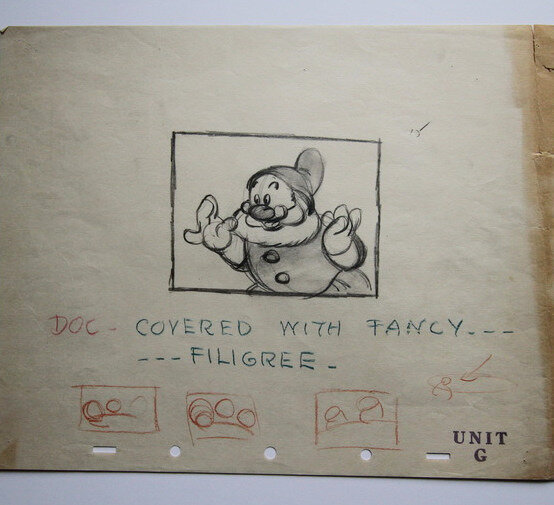 DOC - COVERED WITH FANCY---
--- FILIGREE -
UNIT
G